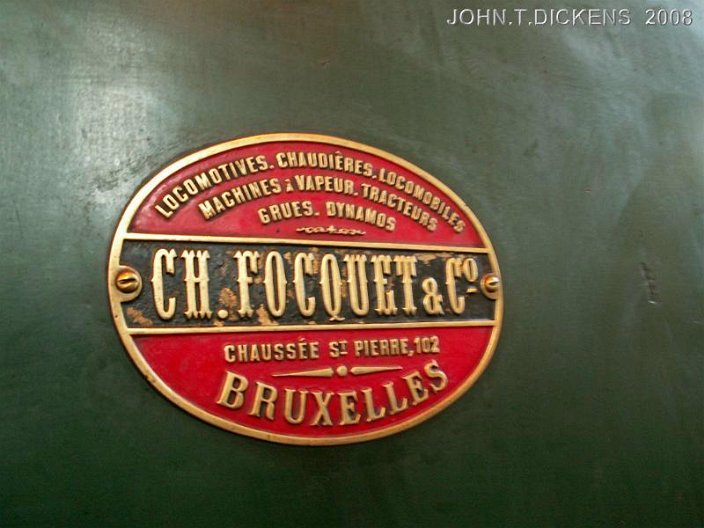 JOHN.T.DICKENS 2008
LOCOMOTIVES. CHAUDIÈRES. LOCOMOBILES
MACHINES À VAPEUR. TRACTEURS
GRUES. DYNAMOS
CH. FOCQUET & Cº
CHAUSSÉE ST PIERRE, 102
BRUXELLES